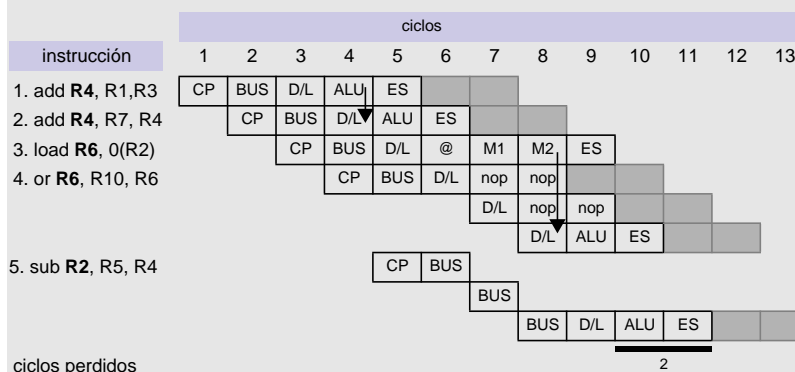 ciclos
instrucción 1 2 3 4 5 6 7 8 9 10 11 12 13
1. add R4, R1,R3 CP BUS D/L ALU ES
2. add R4, R7, R4 CP BUS D/L ALU ES
3. load R6, 0(R2) CP BUS D/L @ M1 M2 ES
4. or R6, R10, R6 CP BUS D/L nop nop
D/L nop nop
D/L ALU ES
5. sub R2, R5, R4 CP BUS
BUS
BUS D/L ALU ES
ciclos perdidos 2